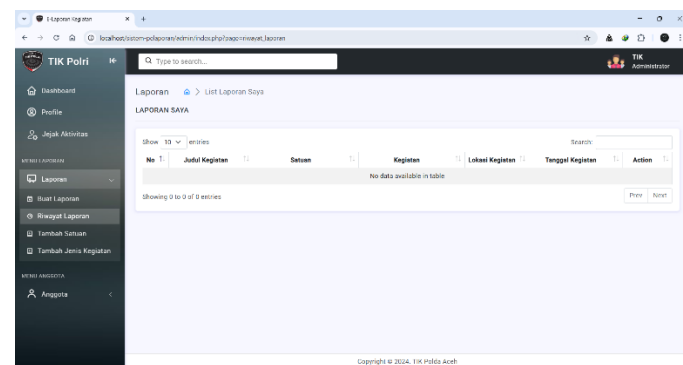 E-Laporan Kegiatan
localhost/sistem-pelaporan/admin/index.php?page=riwayat_laporan
TIK Polri
Type to search...
TIK
Administrator
Dashboard
Profile
Jejak Aktivitas
MENU LAPORAN
Laporan
Buat Laporan
Riwayat Laporan
Tambah Satuan
Tambah Jenis Kegiatan
MENU ANGGOTA
Anggota
Laporan > List Laporan Saya
LAPORAN SAYA
Show 10 entries Search:
No Judul Kegiatan Satuan Kegiatan Lokasi Kegiatan Tanggal Kegiatan Action
No data available in table
Showing 0 to 0 of 0 entries Prev Next
Copyright © 2024. TIK Polda Aceh